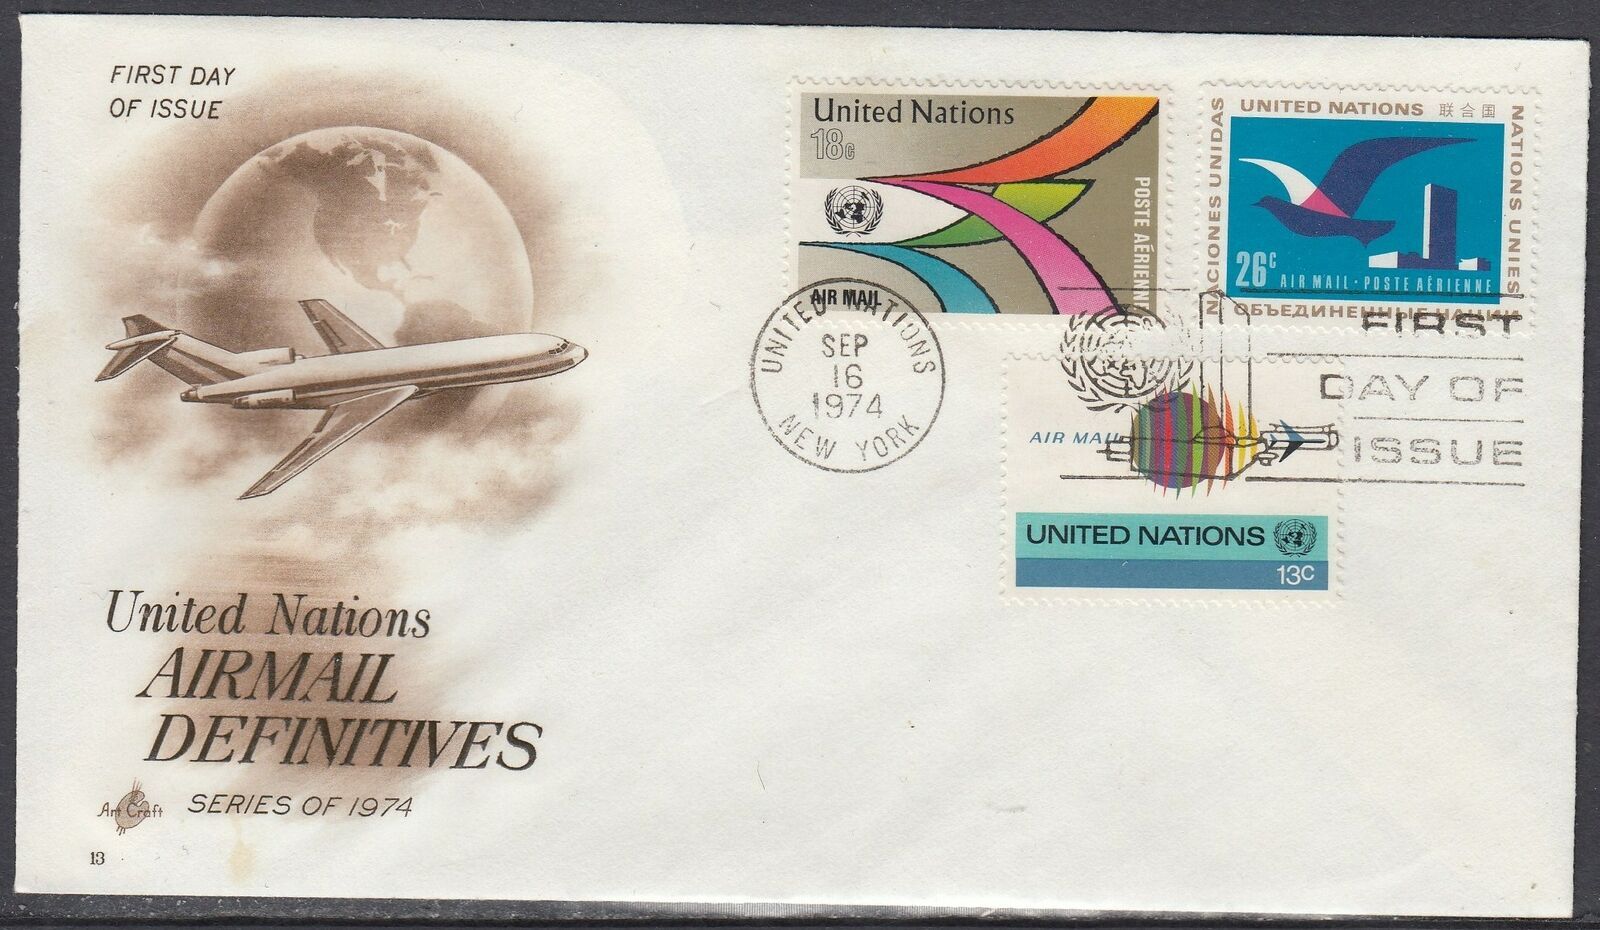 FIRST DAY
OF ISSUE
United Nations
18c
POSTE AÉRIENNE
AIR MAIL
UNITED NATIONS 联合国
NACIONES UNIDAS
NATIONS UNIES
26c
AIR MAIL · POSTE AÉRIENNE
ОБЪЕДИНЕННЫЕ НАЦИИ
UNITED NATIONS
SEP
16
1974
NEW YORK
FIRST
DAY OF
ISSUE
AIR MAIL
UNITED NATIONS
13c
United Nations
AIRMAIL
DEFINITIVES
SERIES OF 1974
Art Craft
13